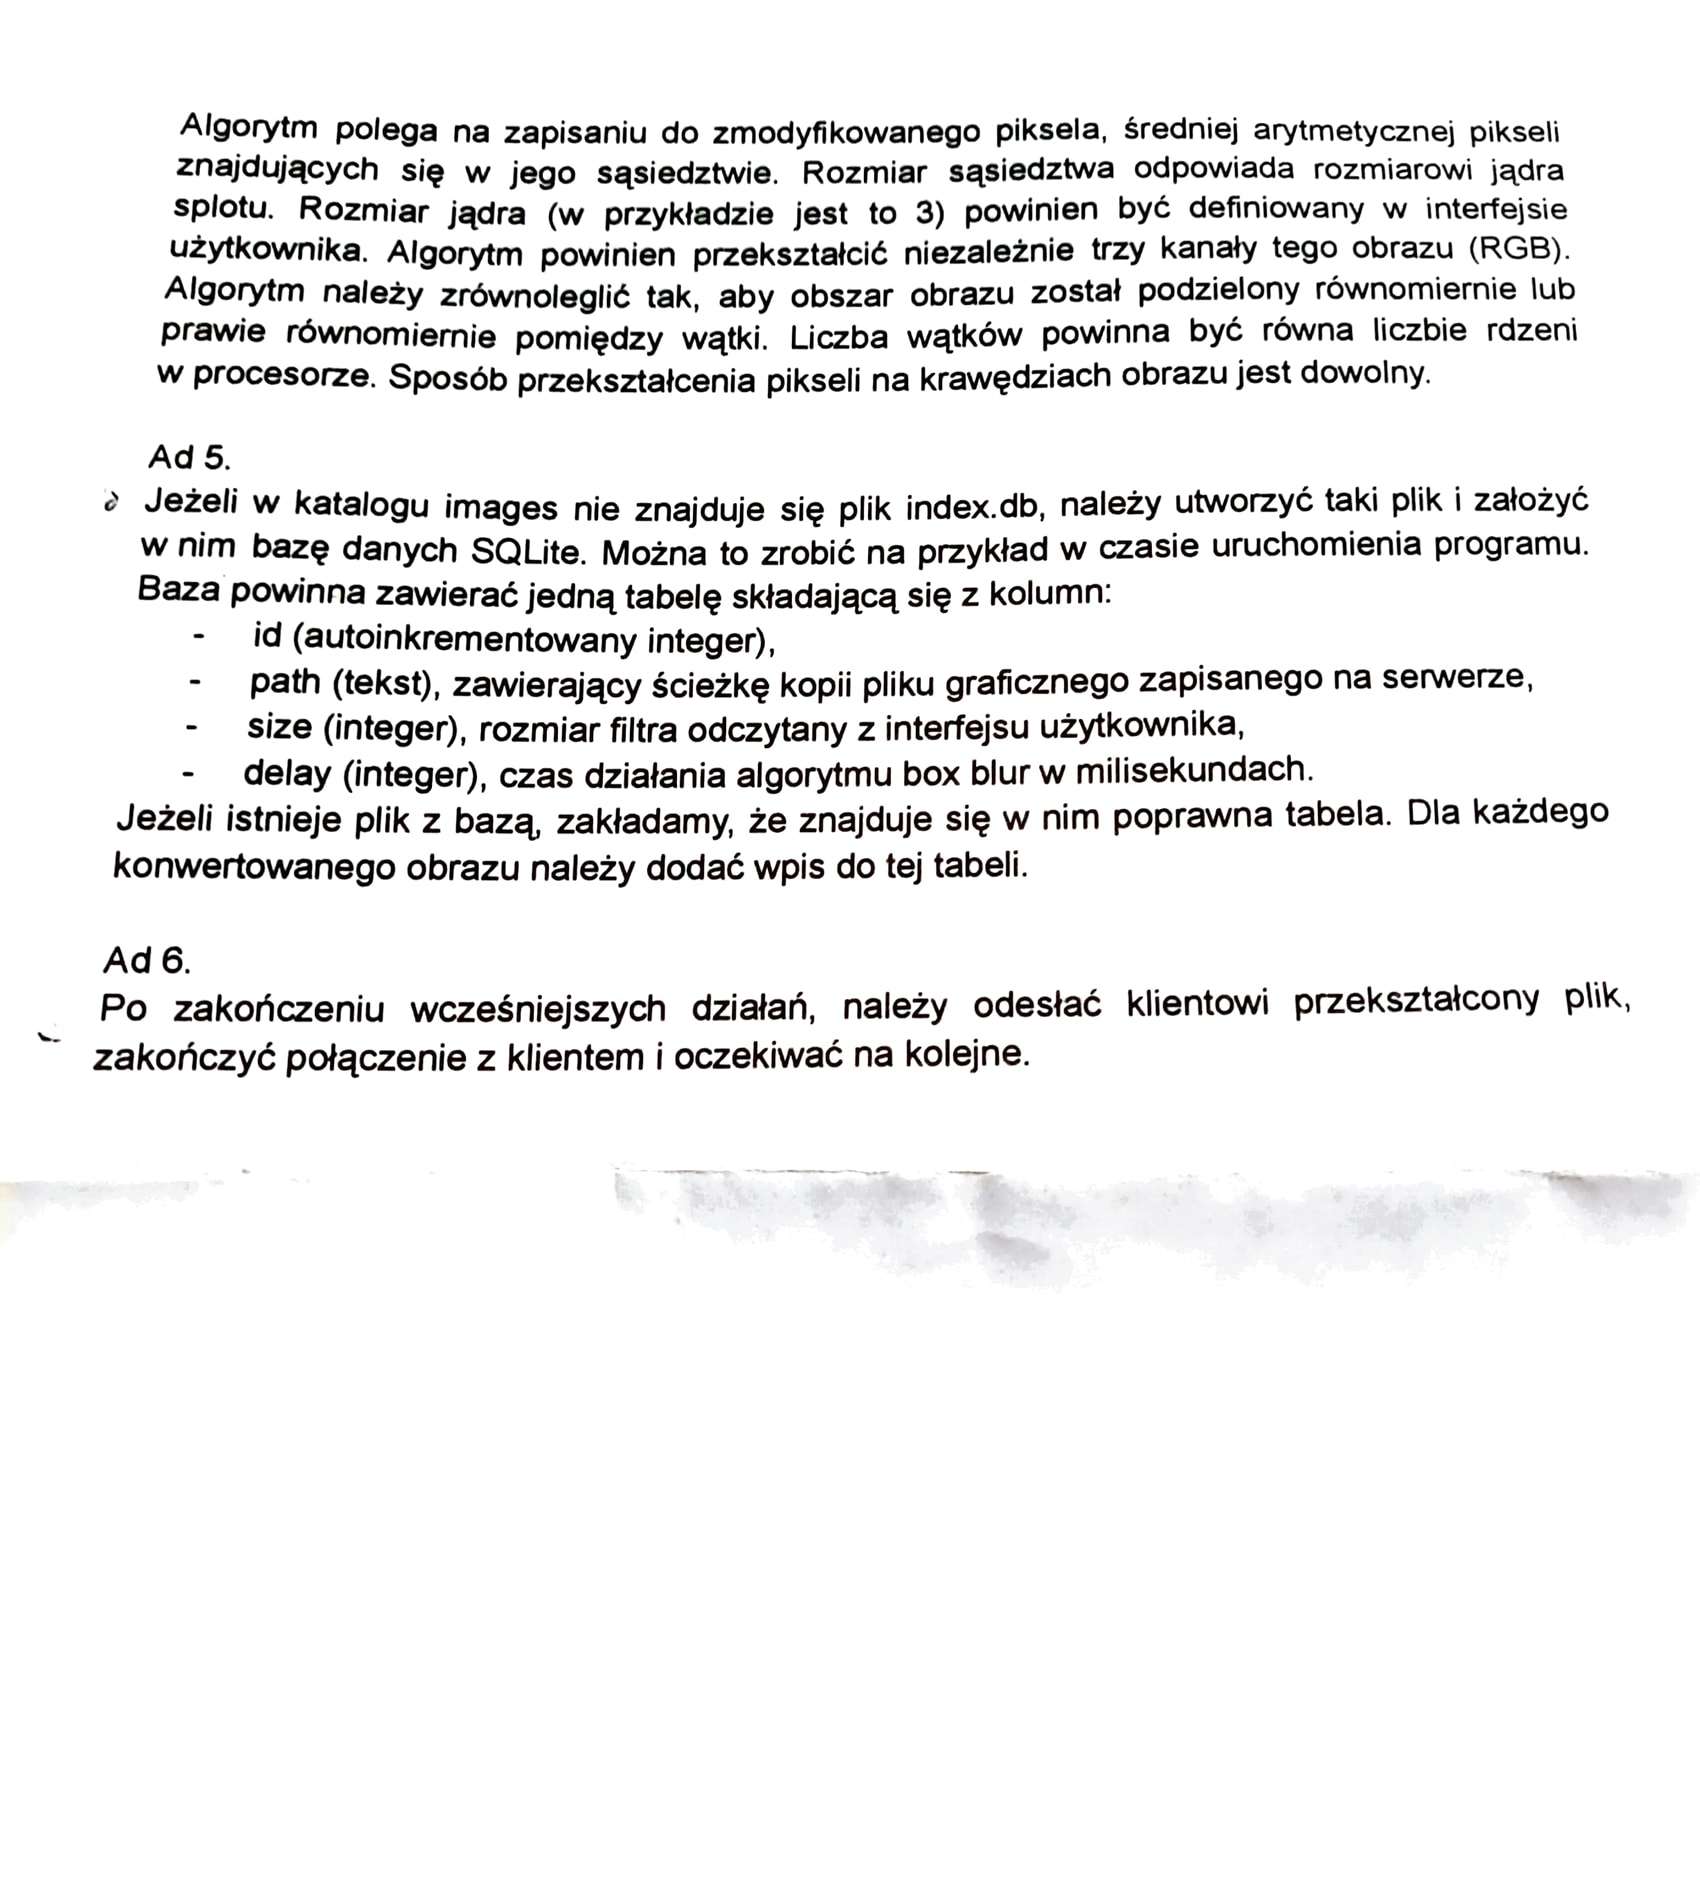 Algorytm polega na zapisaniu do zmodyfikowanego piksela, średniej arytmetycznej pikseli
znajdujących się w jego sąsiedztwie. Rozmiar sąsiedztwa odpowiada rozmiarowi jądra
splotu. Rozmiar jądra (w przykładzie jest to 3) powinien być definiowany w interfejsie
użytkownika. Algorytm powinien przekształcić niezależnie trzy kanały tego obrazu (RGB).
Algorytm należy zrównoleglić tak, aby obszar obrazu został podzielony równomiernie lub
prawie równomiernie pomiędzy wątki. Liczba wątków powinna być równa liczbie rdzeni
w procesorze. Sposób przekształcenia pikseli na krawędziach obrazu jest dowolny.
Ad 5.
Jeżeli w katalogu images nie znajduje się plik index.db, należy utworzyć taki plik i założyć
w nim bazę danych SQLite. Można to zrobić na przykład w czasie uruchomienia programu.
Baza powinna zawierać jedną tabelę składającą się z kolumn:
- id (autoinkrementowany integer),
- path (tekst), zawierający ścieżkę kopii pliku graficznego zapisanego na serwerze,
- size (integer), rozmiar filtra odczytany z interfejsu użytkownika,
- delay (integer), czas działania algorytmu box blur w milisekundach.
Jeżeli istnieje plik z bazą, zakładamy, że znajduje się w nim poprawna tabela. Dla każdego
konwertowanego obrazu należy dodać wpis do tej tabeli.
Ad 6.
Po zakończeniu wcześniejszych działań, należy odesłać klientowi przekształcony plik,
zakończyć połączenie z klientem i oczekiwać na kolejne.